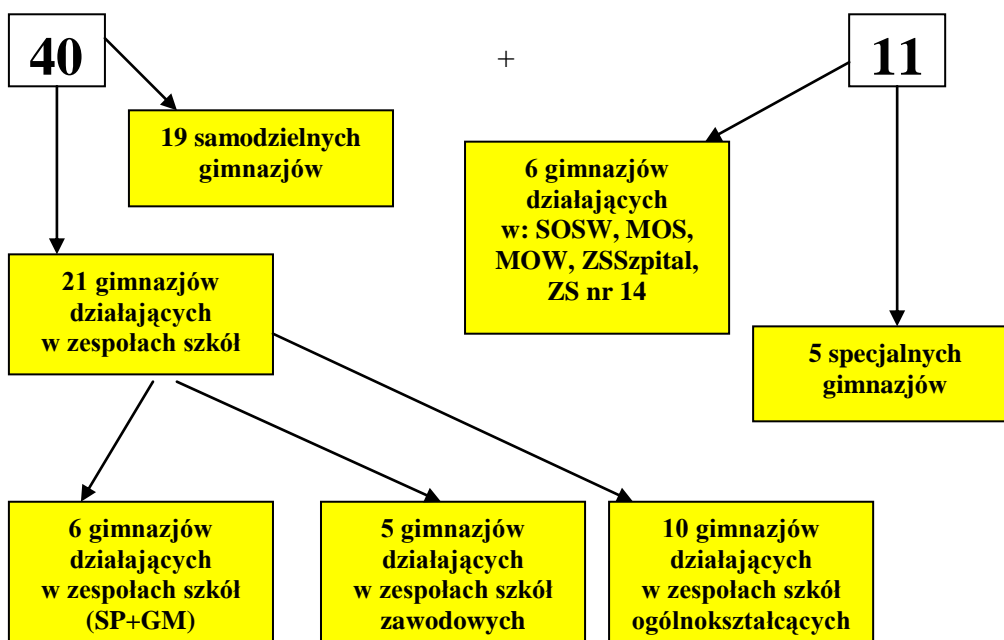 40
+
11
19 samodzielnych
gimnazjów
6 gimnazjów
działających
w: SOSW, MOS,
MOW, ZSSzpital,
ZS nr 14
21 gimnazjów
działających
w zespołach szkół
5 specjalnych
gimnazjów
6 gimnazjów
działających
w zespołach szkół
(SP+GM)
5 gimnazjów
działających
w zespołach szkół
zawodowych
10 gimnazjów
działających
w zespołach szkół
ogólnokształcących